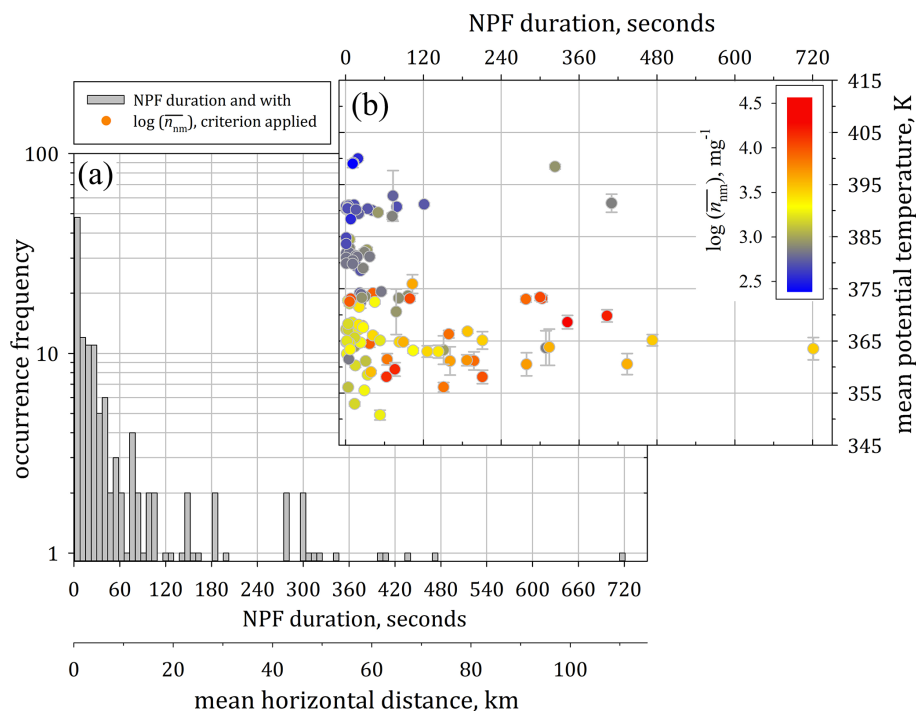 NPF duration, seconds
0 120 240 360 480 600 720
NPF duration and with
log (n̅nm), criterion applied
(b)
(a)
log (n̅nm), mg-1
4.5
4.0
3.5
3.0
2.5
415
405
395
385
375
365
355
345
mean potential temperature, K
100
10
1
occurrence frequency
0 60 120 180 240 300 360 420 480 540 600 660 720
NPF duration, seconds
0 20 40 60 80 100
mean horizontal distance, km